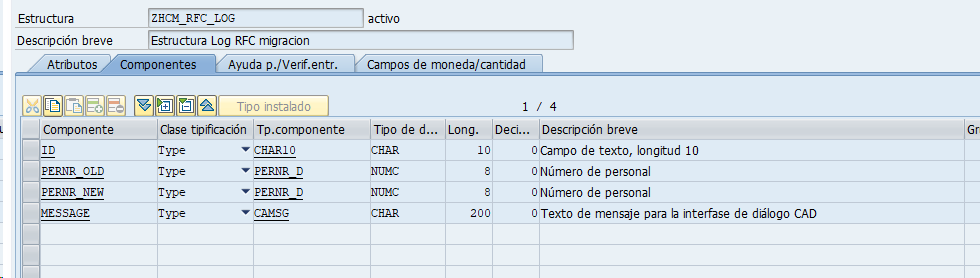 Estructura ZHCM_RFC_LOG activo
Descripción breve Estructura Log RFC migracion
Atributos Componentes Ayuda p./Verif.entr. Campos de moneda/cantidad
Tipo instalado 1 / 4
Componente Clase tipificación Tp.componente Tipo de d... Long. Deci... Descripción breve Gr
ID Type CHAR10 CHAR 10 0 Campo de texto, longitud 10
PERNR_OLD Type PERNR_D NUMC 8 0 Número de personal
PERNR_NEW Type PERNR_D NUMC 8 0 Número de personal
MESSAGE Type CAMSG CHAR 200 0 Texto de mensaje para la interfase de diálogo CAD